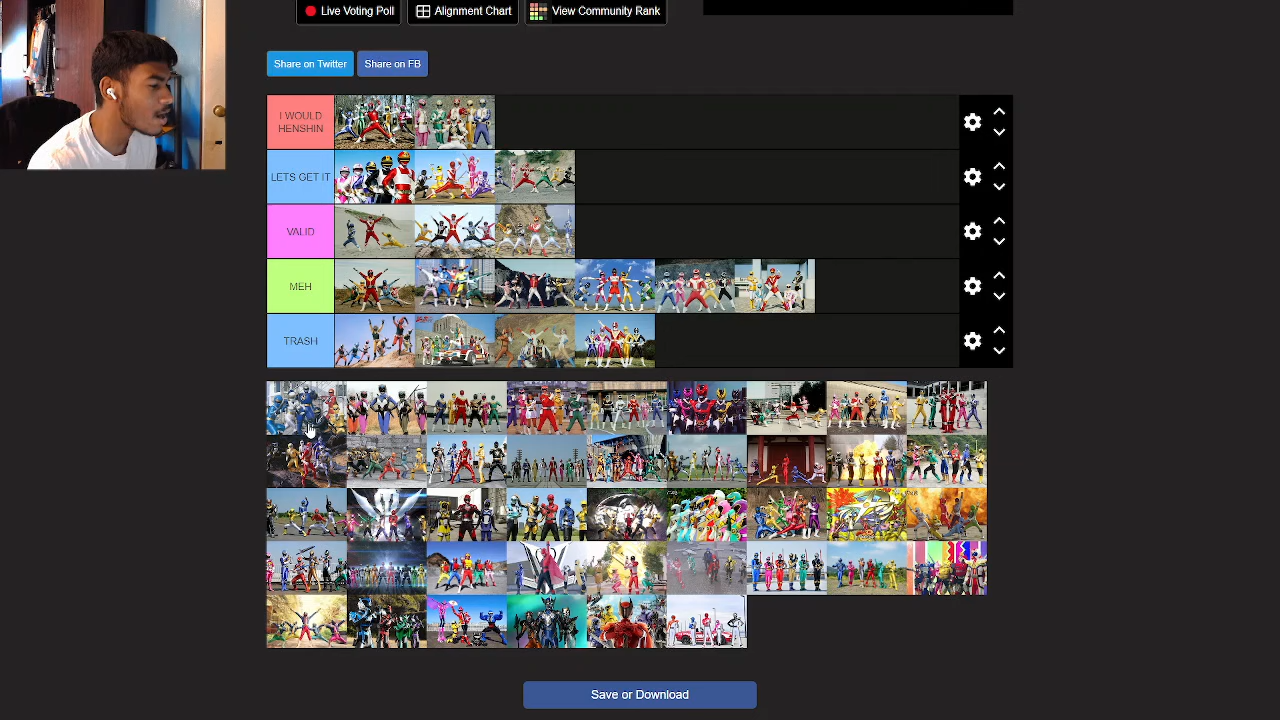 Live Voting Poll
Alignment Chart
View Community Rank
Share on Twitter
Share on FB
I WOULD
HENSHIN
LETS GET IT
VALID
MEH
TRASH
Save or Download